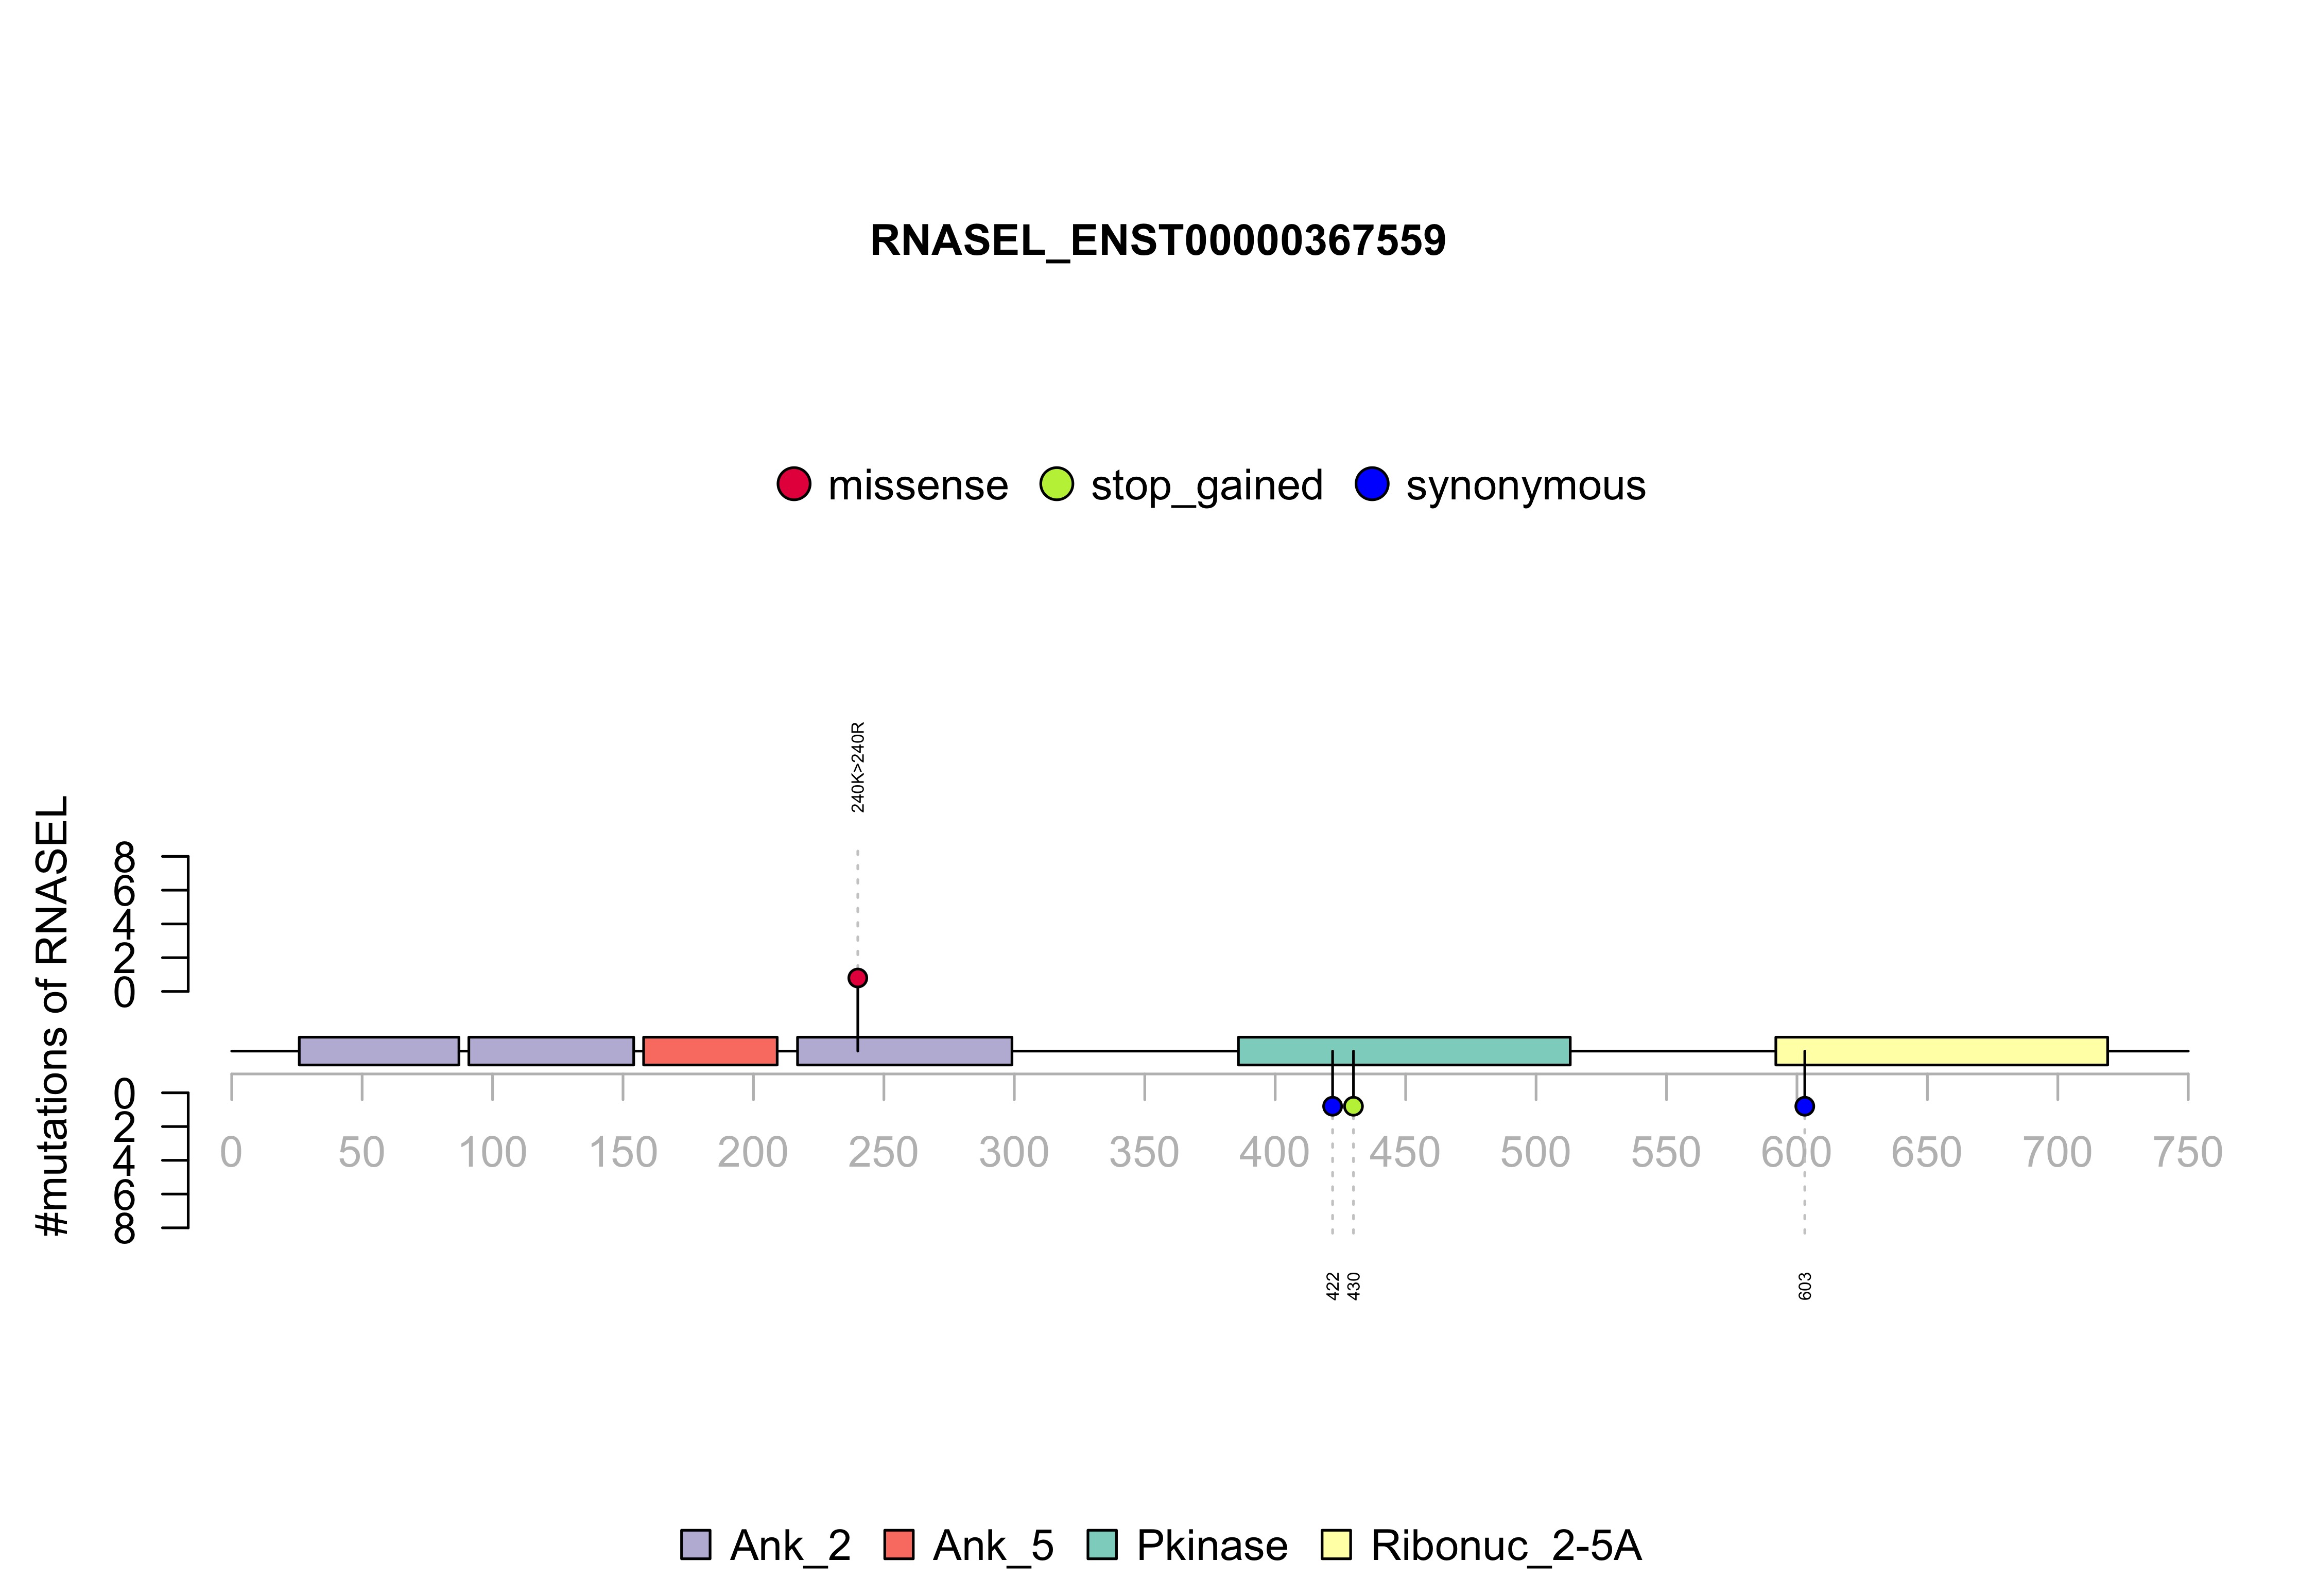 RNASEL_ENST00000367559
missense stop_gained synonymous
240K>240R
#mutations of RNASEL
8
6
4
2
0
0
2
4
6
8
0 50 100 150 200 250 300 350 400 450 500 550 600 650 700 750
422 430 603
Ank_2 Ank_5 Pkinase Ribonuc_2-5A